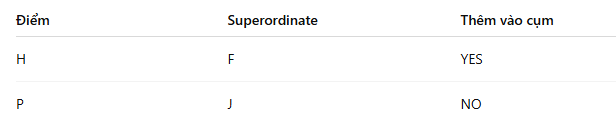 Điểm Superordinate Thêm vào cụm
H F YES
P J NO